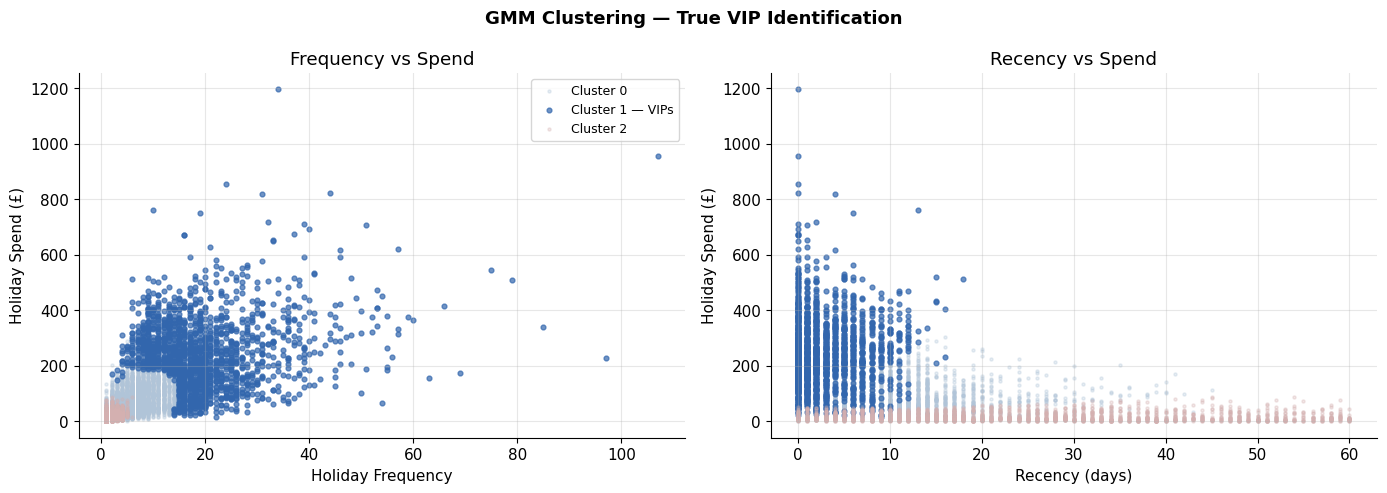 GMM Clustering — True VIP Identification
Frequency vs Spend
1200
1000
800
600
400
200
0
Holiday Spend (£)
0 20 40 60 80 100
Holiday Frequency
Cluster 0
Cluster 1 — VIPs
Cluster 2
Recency vs Spend
1200
1000
800
600
400
200
0
Holiday Spend (£)
0 10 20 30 40 50 60
Recency (days)